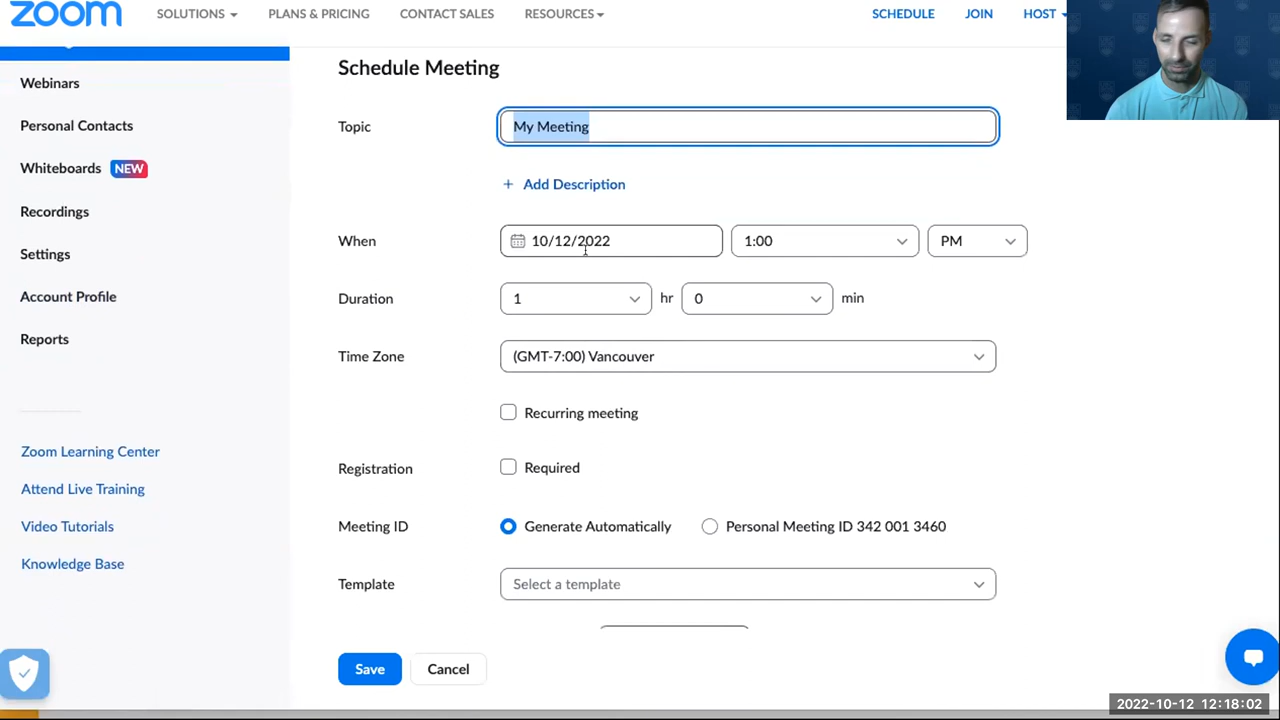 zoom SOLUTIONS PLANS & PRICING CONTACT SALES RESOURCES SCHEDULE JOIN HOST
Webinars
Personal Contacts
Whiteboards NEW
Recordings
Settings
Account Profile
Reports
Zoom Learning Center
Attend Live Training
Video Tutorials
Knowledge Base
Schedule Meeting
Topic My Meeting
+ Add Description
When 10/12/2022 1:00 PM
Duration 1 hr 0 min
Time Zone (GMT-7:00) Vancouver
Recurring meeting
Registration Required
Meeting ID Generate Automatically Personal Meeting ID 342 001 3460
Template Select a template
Save Cancel
2022-10-12 12:18:02